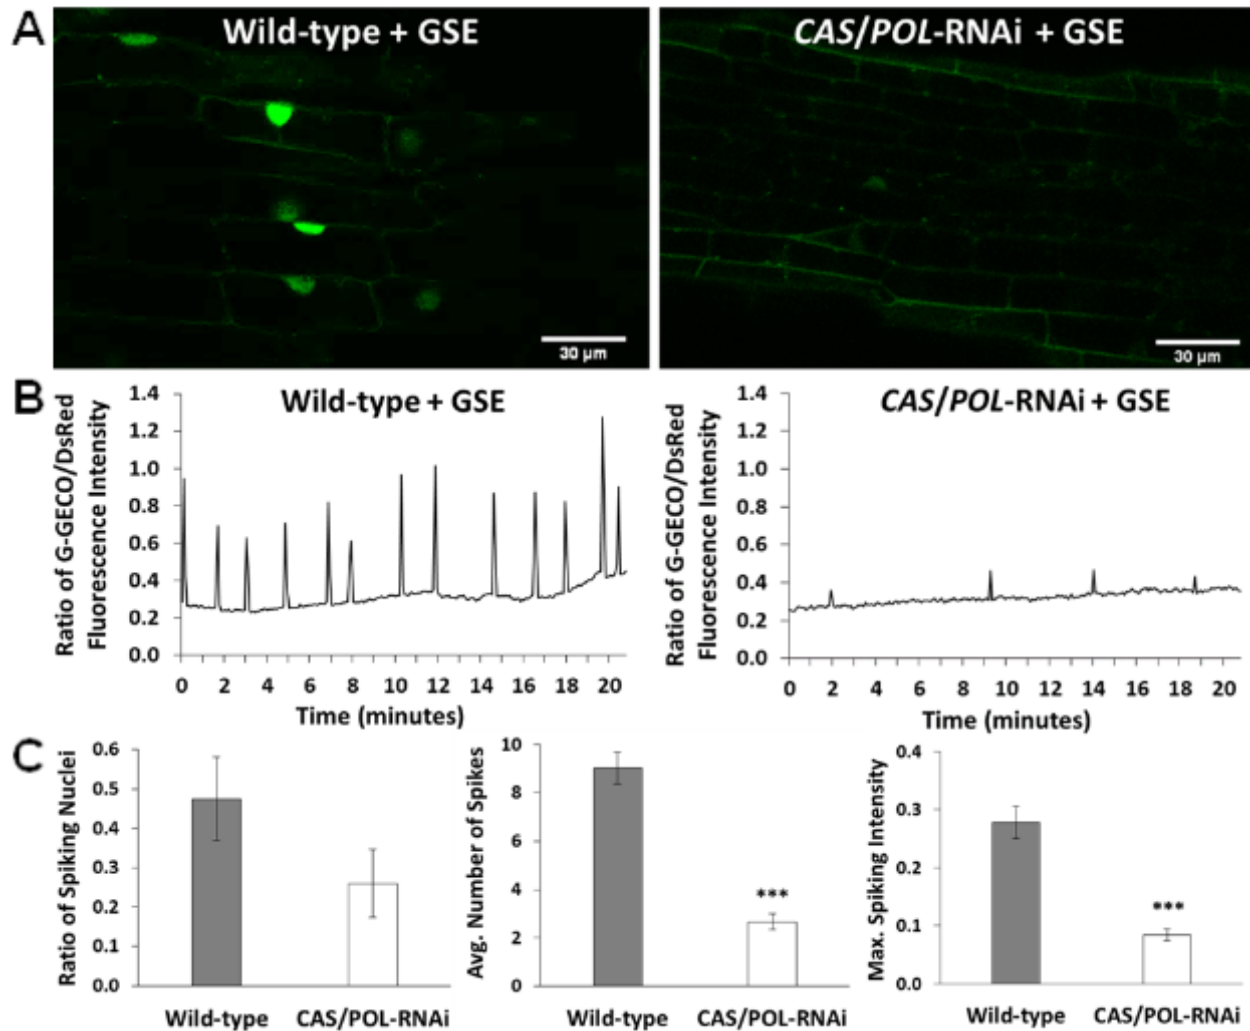 A
Wild-type + GSE
CAS/POL-RNAi + GSE
30 µm
30 µm
B
Wild-type + GSE
Ratio of G-GECO/DsRed
Fluorescence Intensity
1.4
1.2
1.0
0.8
0.6
0.4
0.2
0.0
0 2 4 6 8 10 12 14 16 18 20
Time (minutes)
CAS/POL-RNAi + GSE
Ratio of G-GECO/DsRed
Fluorescence Intensity
1.4
1.2
1.0
0.8
0.6
0.4
0.2
0.0
0 2 4 6 8 10 12 14 16 18 20
Time (minutes)
C
Ratio of Spiking Nuclei
0.6
0.5
0.4
0.3
0.2
0.1
0.0
Wild-type CAS/POL-RNAi
Avg. Number of Spikes
10
8
6
4
2
0
***
Wild-type CAS/POL-RNAi
Max. Spiking Intensity
0.4
0.3
0.2
0.1
0.0
***
Wild-type CAS/POL-RNAi